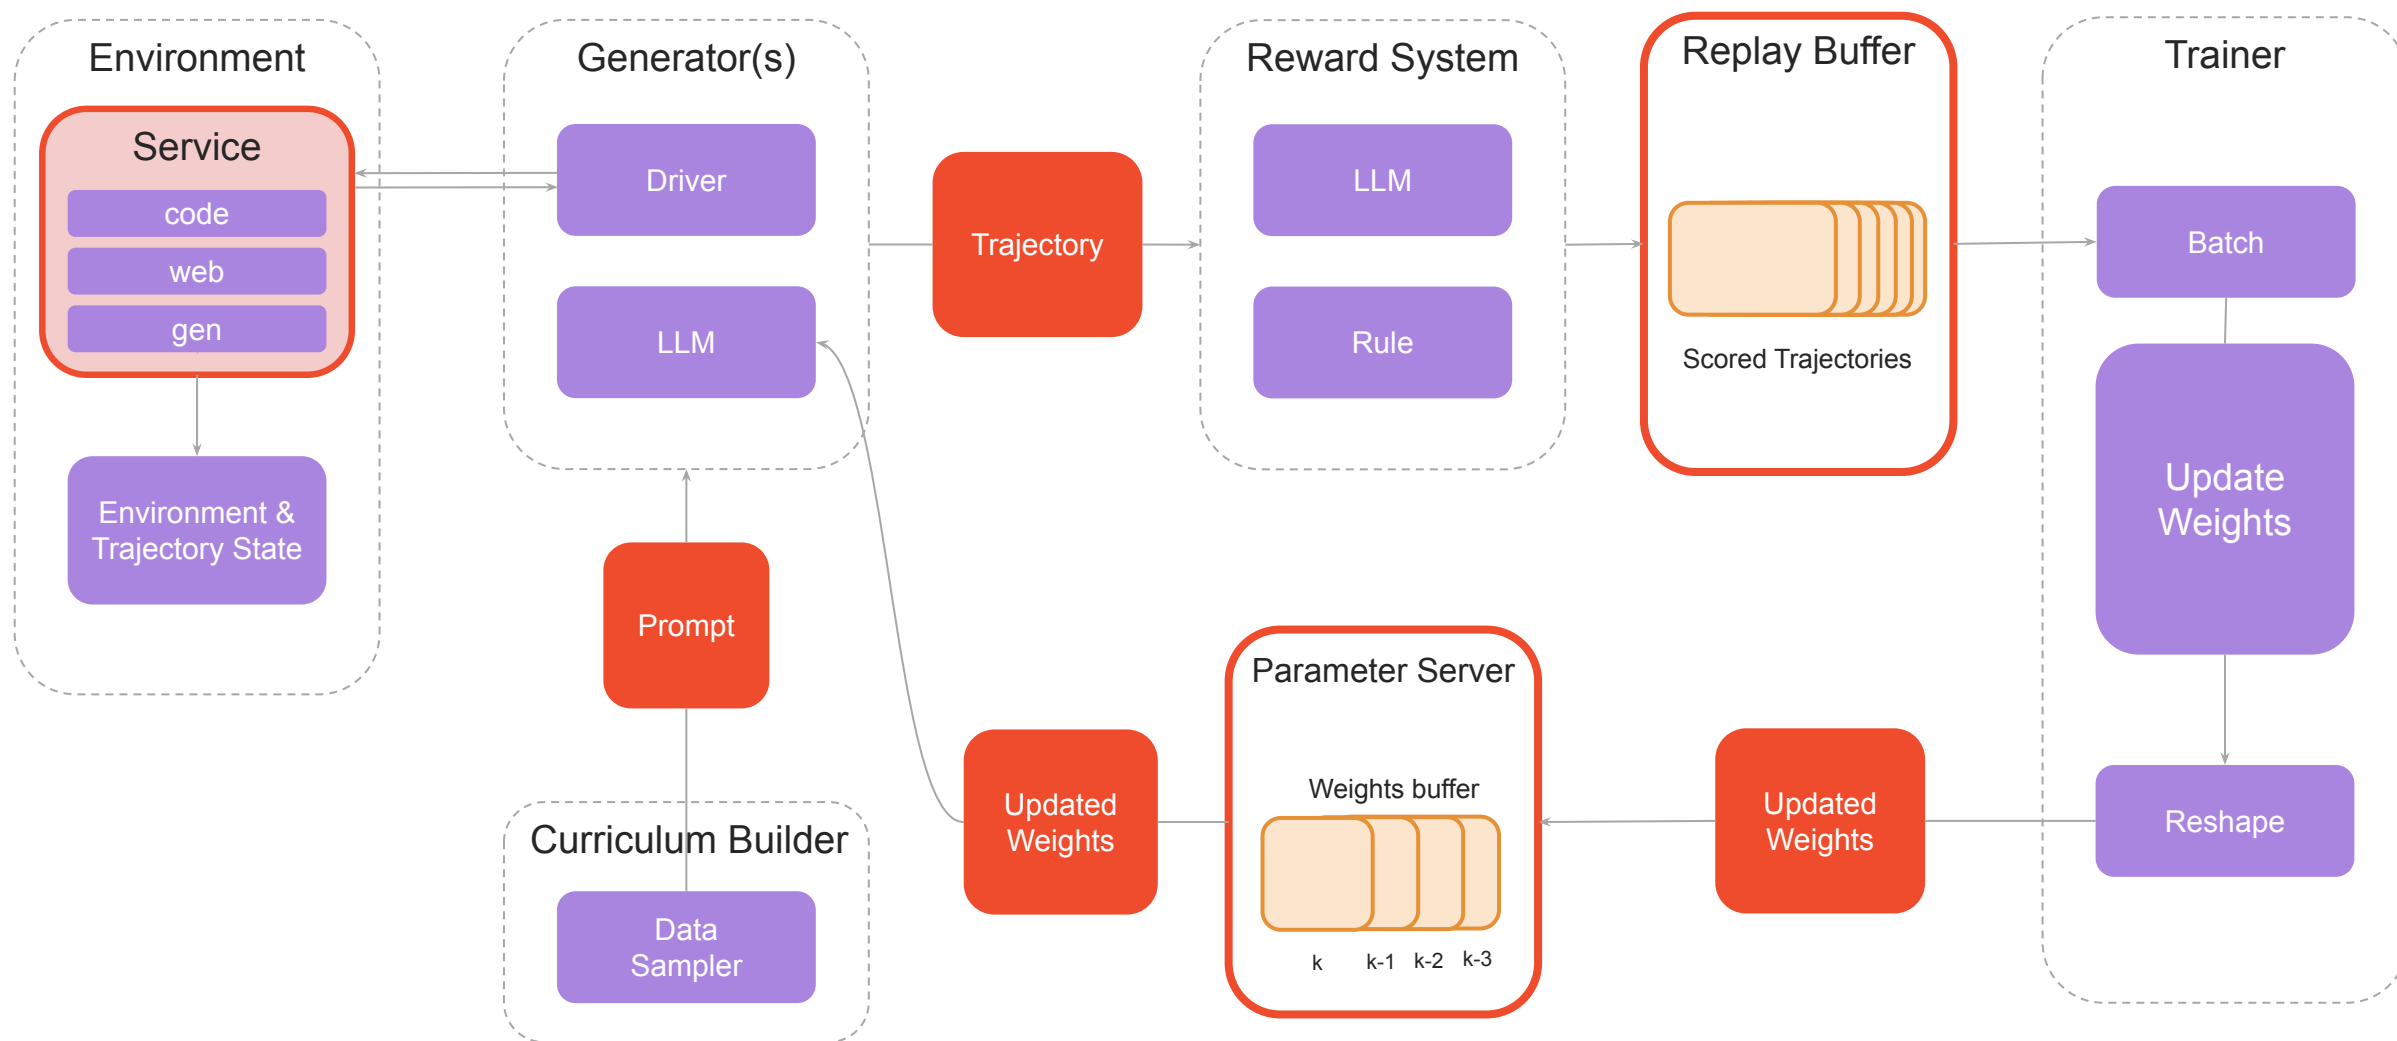 Environment
Service
code
web
gen
Environment &
Trajectory State
Generator(s)
Driver
LLM
Prompt
Curriculum Builder
Data
Sampler
Trajectory
Reward System
LLM
Rule
Replay Buffer
Scored Trajectories
Trainer
Batch
Update
Weights
Reshape
Updated
Weights
Parameter Server
Weights buffer
k
k-1
k-2
k-3
Updated
Weights